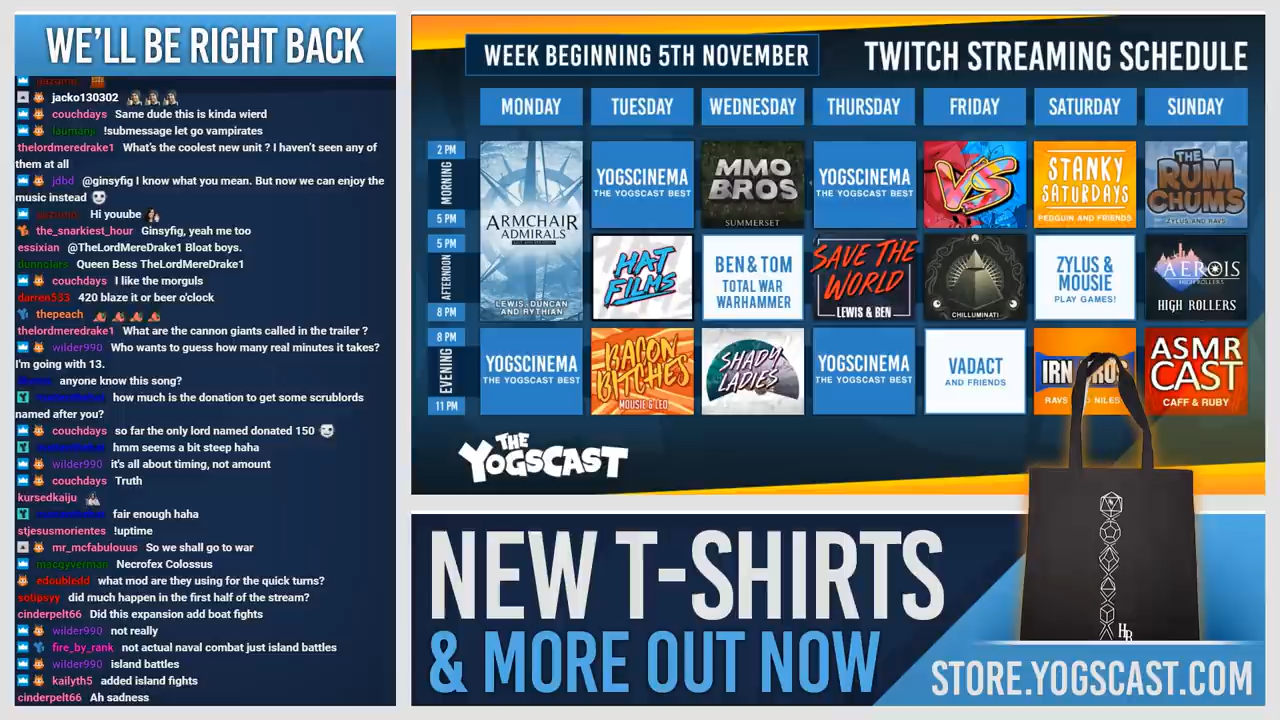 WE'LL BE RIGHT BACK
jacko130302
couchdays Same dude this is kinda wierd
laumanji !submessage let go vampirates
thelordmeredrake1 What's the coolest new unit ? I haven't seen any of
them at all
jdbd @ginsyfig I know what you mean. But now we can enjoy the
music instead
Hi youube
the_snarkiest_hour Ginsyfig, yeah me too
essixian @TheLordMereDrake1 Bloat boys.
dunnolars Queen Bess TheLordMereDrake1
couchdays I like the morguls
darren533 420 blaze it or beer o'clock
thepeach
thelordmeredrake1 What are the cannon giants called in the trailer ?
wilder990 Who wants to guess how many real minutes it takes?
I'm going with 13.
anyone know this song?
how much is the donation to get some scrublords
named after you?
couchdays so far the only lord named donated 150
hmm seems a bit steep haha
wilder990 it's all about timing, not amount
couchdays Truth
kursedkaiju
fair enough haha
stjesusmorientes !uptime
mr_mcfabulouus So we shall go to war
macgyverman Necrofex Colossus
edoubledd what mod are they using for the quick turns?
solipsyy did much happen in the first half of the stream?
cinderpelt66 Did this expansion add boat fights
wilder990 not really
fire_by_rank not actual naval combat just island battles
wilder990 island battles
kailyth5 added island fights
cinderpelt66 Ah sadness
WEEK BEGINNING 5TH NOVEMBER
TWITCH STREAMING SCHEDULE
MONDAY TUESDAY WEDNESDAY THURSDAY FRIDAY SATURDAY SUNDAY
2 PM
MORNING
5 PM
ARMCHAIR
ADMIRALS
LEWIS - DUNCAN
AND RYTHIAN
YOGSCINEMA
THE YOGSCAST BEST
MMO
BROS
SUMMERSET
YOGSCINEMA
THE YOGSCAST BEST
VS
STANKY
SATURDAYS
PEDGUIN AND FRIENDS
THE
RUM
CHUMS
ZYLUS AND RAVS
5 PM
AFTERNOON
8 PM
HAT
FILMS
BEN & TOM
TOTAL WAR
WARHAMMER
SAVE THE
WORLD
LEWIS & BEN
CHILLUMINATI
ZYLUS &
MOUSIE
PLAY GAMES!
AEROIS
HIGH ROLLERS
HIGH ROLLERS
8 PM
EVENING
11 PM
YOGSCINEMA
THE YOGSCAST BEST
BACON
BITCHES
MOUSIE & LEO
SHADY
LADIES
YOGSCINEMA
THE YOGSCAST BEST
VADACT
AND FRIENDS
IRN BROS
RAVS AND NILES
ASMR
CAST
CAFF & RUBY
THE
YOGSCAST
NEW T-SHIRTS
& MORE OUT NOW
HR
STORE.YOGSCAST.COM